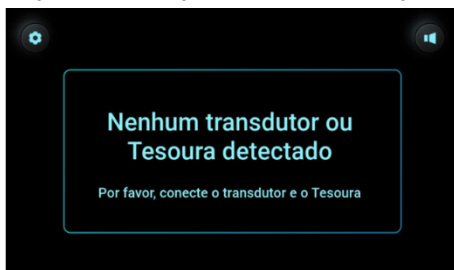 Nenhum transdutor ou
Tesoura detectado
Por favor, conecte o transdutor e o Tesoura